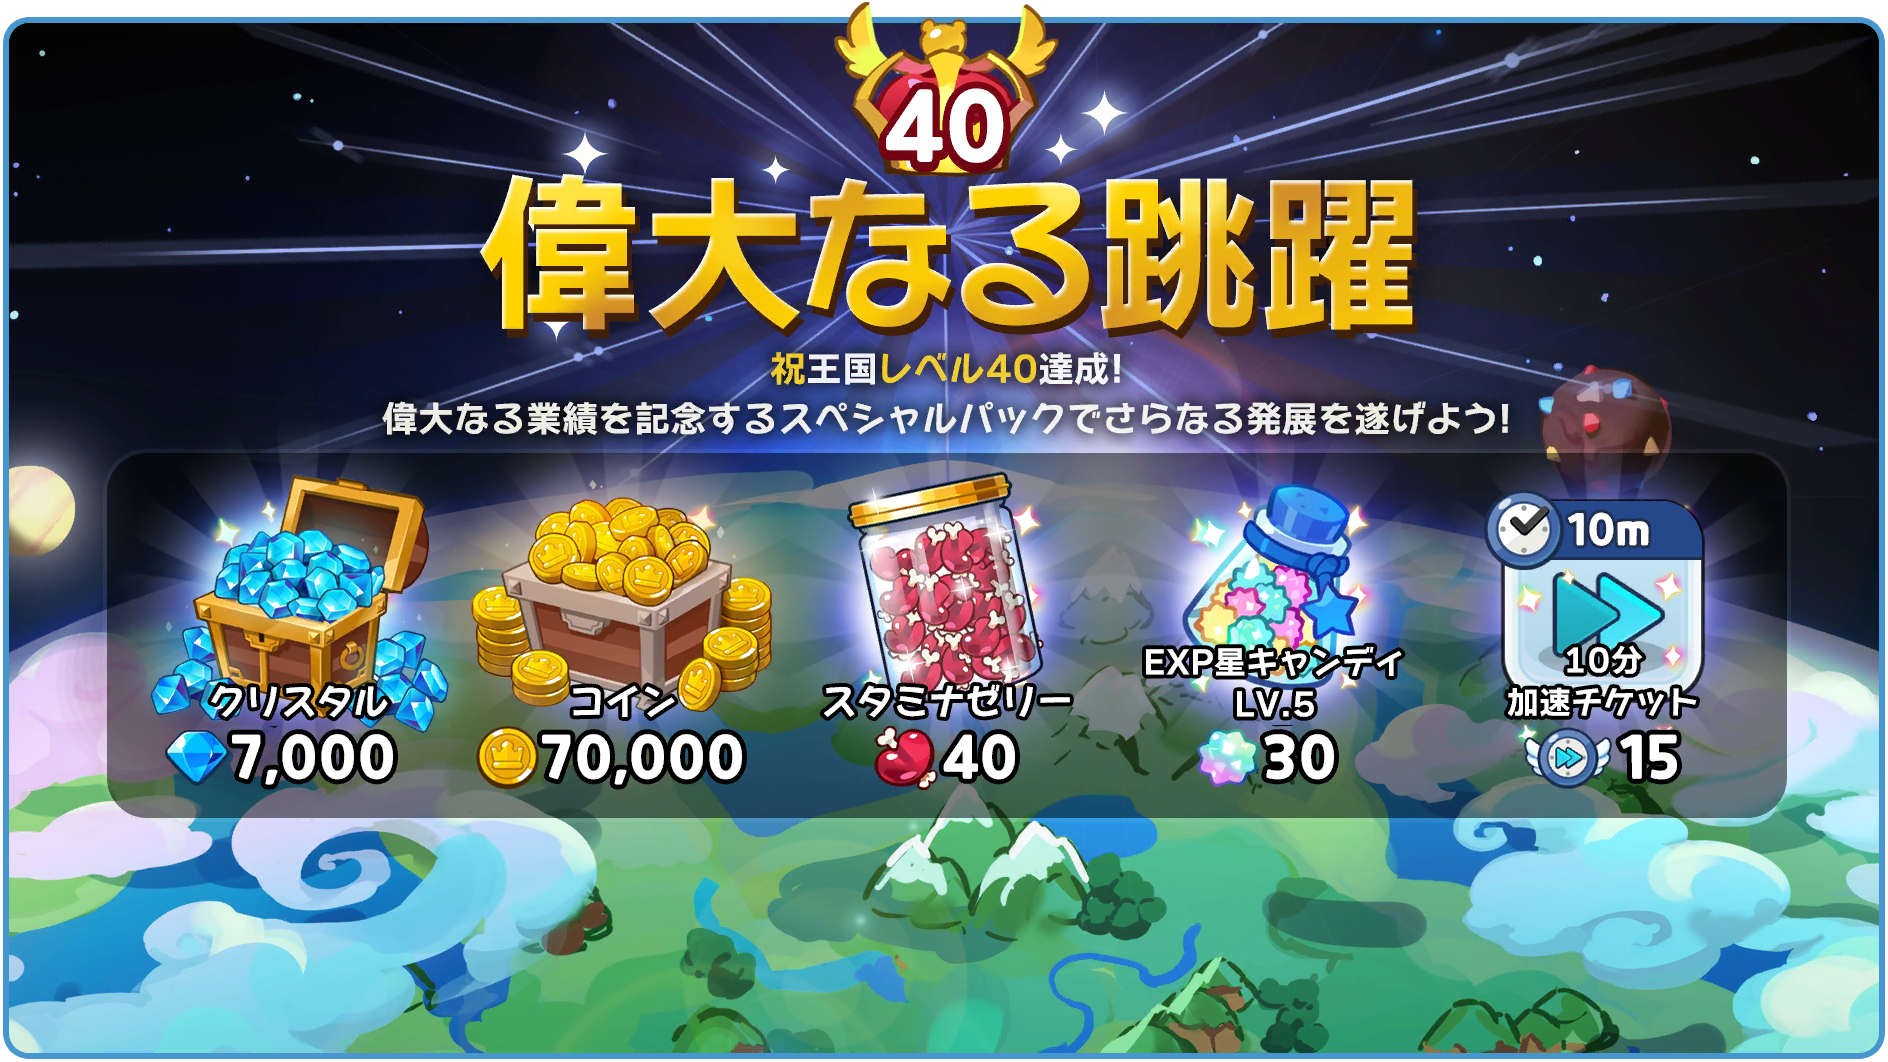 40
偉大なる跳躍
祝王国レベル40達成!
偉大なる業績を記念するスペシャルパックでさらなる発展を遂げよう!
クリスタル
7,000
コイン
70,000
スタミナゼリー
40
EXP星キャンディ
LV.5
30
10m
10分
加速チケット
15